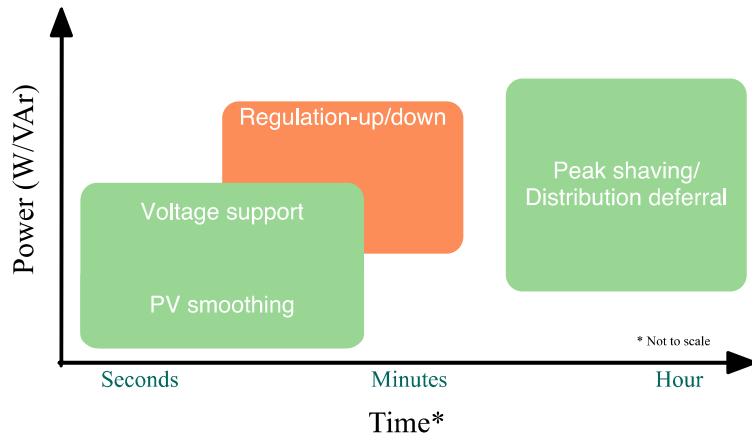 Power (W/VAr)
Regulation-up/down
Peak shaving/
Distribution deferral
Voltage support
PV smoothing
* Not to scale
Seconds
Minutes
Hour
Time*